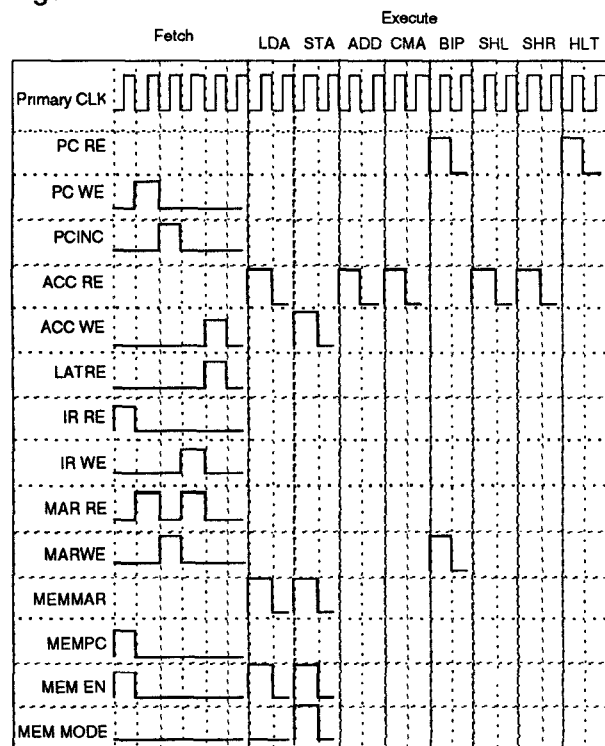 Execute
Fetch
LDA STA ADD CMA BIP SHL SHR HLT
Primary CLK
PC RE
PC WE
PCINC
ACC RE
ACC WE
LATRE
IR RE
IR WE
MAR RE
MARWE
MEMMAR
MEMPC
MEM EN
MEM MODE